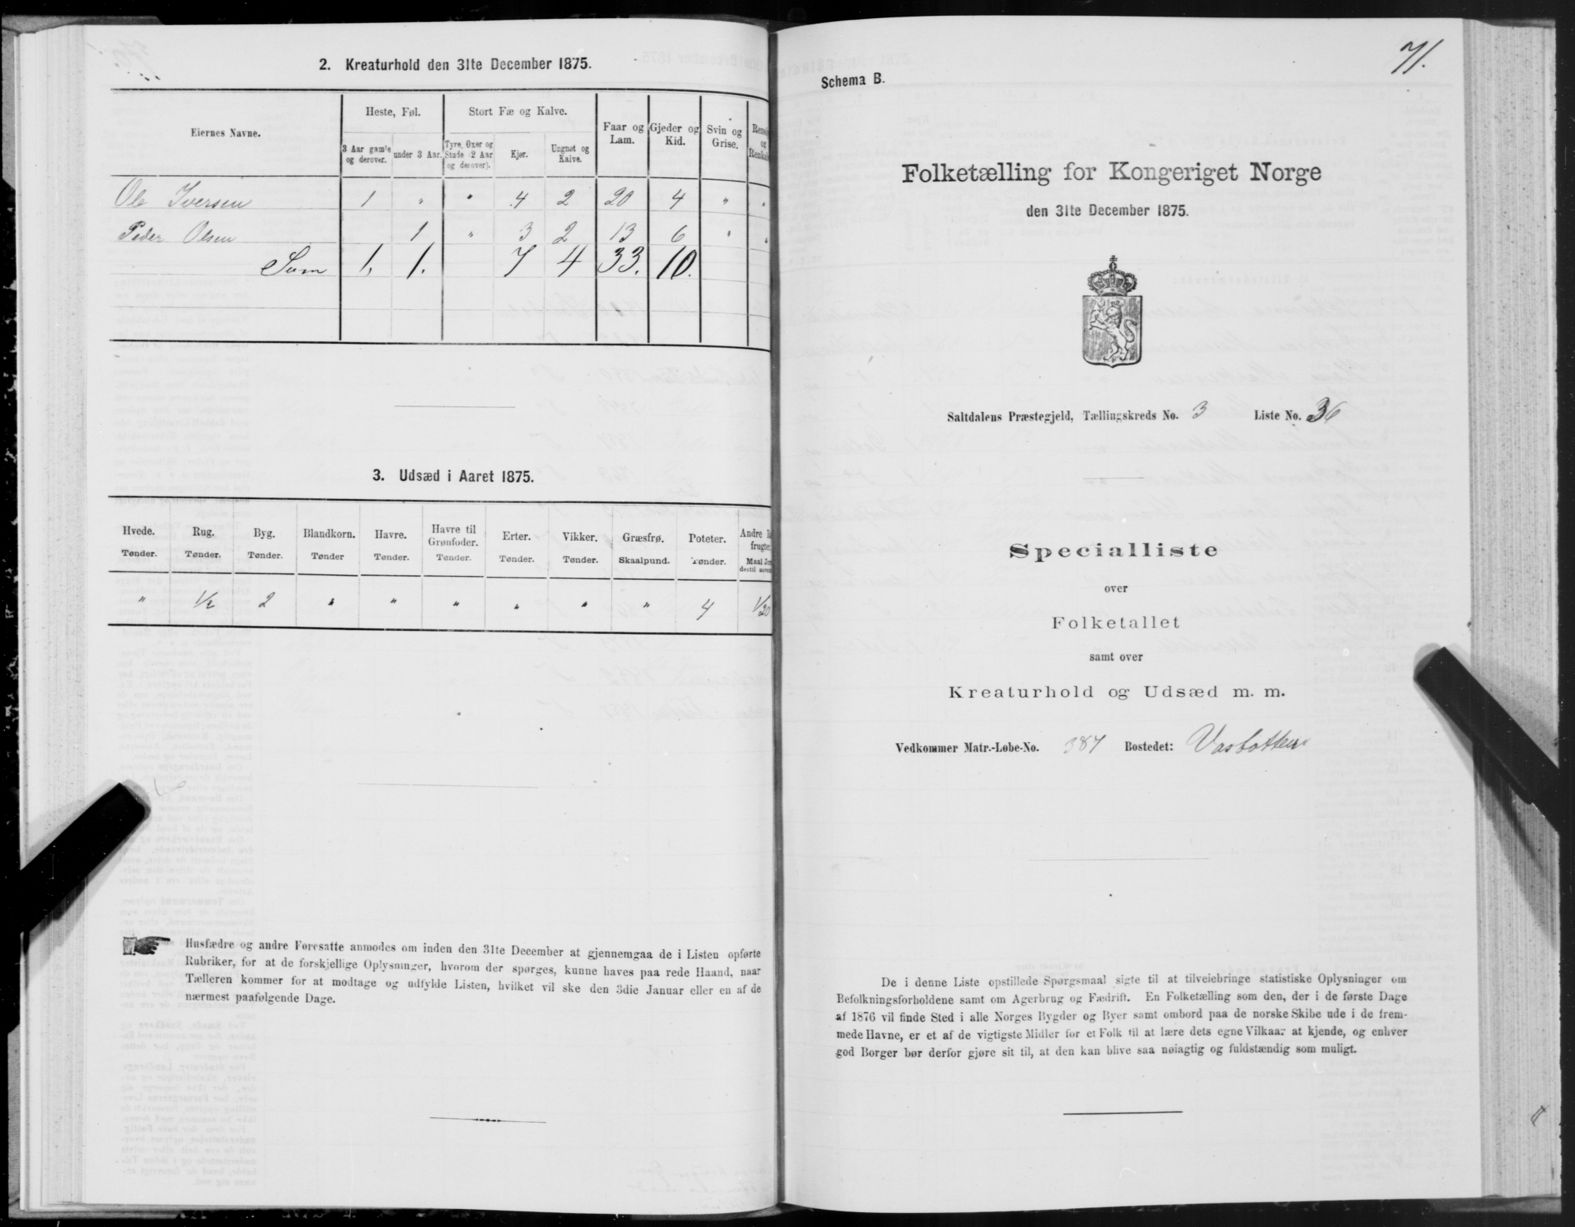 2. Kreaturhold den 31te December 1875.
Eiernes Navne.
Heste, Føl.
Stort Fæ og Kalve.
3 Aar gamle og derover.
under 3 Aar.
Tyre, Oxer og Stude (2 Aar og derover).
Kjør.
Ungnøt og Kalve.
Faar og Lam.
Gjeder og Kid.
Svin og Grise.
Ole Iversen 1 " " 4 2 20 4 " "
Peder Olsen 1 " 3 2 13 6 " "
Sum 1. 1. 7 4 33. 10.
3. Udsæd i Aaret 1875.
Hvede. Rug. Byg. Blandkorn. Havre. Havre til Grønfoder. Erter. Vikker. Græsfrø. Poteter. Andre
Tønder. Tønder. Tønder. Tønder Tønder. Tønder. Tønder. Tønder. Skaalpund. Tønder. Maal
" ½ 2 " " " " " " 4 1/20
Husfædre og andre Foresatte anmodes om inden den 31te December at gjennemgaa de i Listen opførte
Rubriker, for at de forskjellige Oplysninger, hvorom der spørges, kunne haves paa rede Haand, naar
Tælleren kommer for at modtage og udfylde Listen, hvilket vil ske den 3die Januar eller en af de
nærmest paafølgende Dage.
71.
Schema B.
Folketælling for Kongeriget Norge
den 31te December 1875.
Saltdalens Præstegjeld, Tællingskreds No. 3 Liste No. 36
Specialliste
over
Folketallet
samt over
Kreaturhold og Udsæd m. m.
Vedkommer Matr.-Løbe-No. 387 Bostedet:
De i denne Liste opstillede Spørgsmaal sigte til at tilveiebringe statistiske Oplysninger om
Befolkningsforholdene samt om Agerbrug og Fædrift. En Folketælling som den, der i de første Dage
af 1876 vil finde Sted i alle Norges Bygder og Byer samt ombord paa de norske Skibe ude i de frem-
mede Havne, er et af de vigtigste Midler for et Folk til at lære dets egne Vilkaar at kjende, og enhver
god Borger bør derfor gjøre sit til, at den kan blive saa nøiagtig og fuldstændig som muligt.